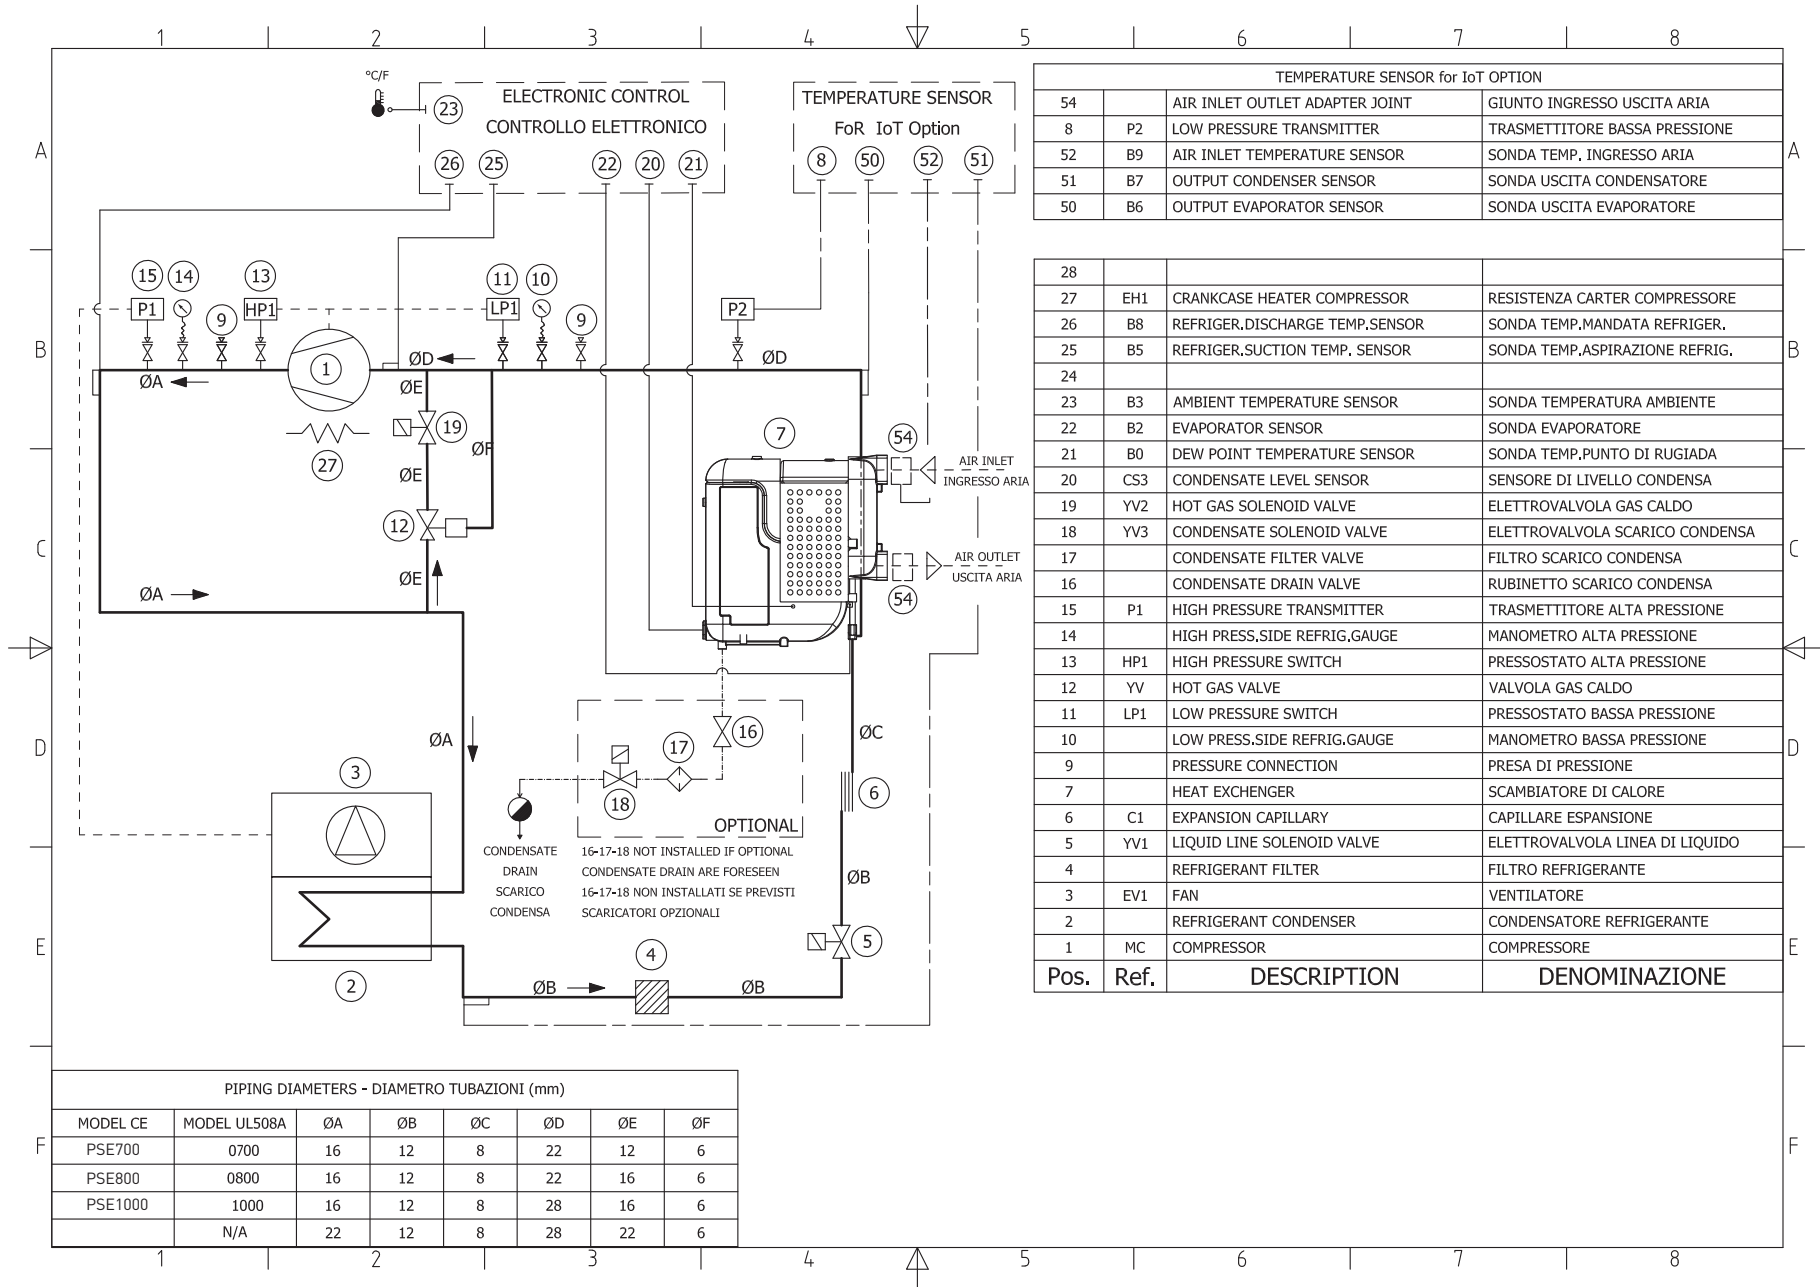 1 2 3 4 5 6 7 8
A
B
C
D
E
F
°C/F
23
ELECTRONIC CONTROL
CONTROLLO ELETTRONICO
26 25 22 20 21
TEMPERATURE SENSOR
FoR IoT Option
8 50 52 51
15 14 13 11 10
P1 9 HP1 LP1 9 P2
1
ØD ØD
ØA ØE
19
27
ØF
ØE
12
ØE
ØA
7
54
AIR INLET
INGRESSO ARIA
AIR OUTLET
USCITA ARIA
54
ØA
3
16
17
18
OPTIONAL
ØC
6
CONDENSATE
DRAIN
SCARICO
CONDENSA
16-17-18 NOT INSTALLED IF OPTIONAL
CONDENSATE DRAIN ARE FORESEEN
16-17-18 NON INSTALLATI SE PREVISTI
SCARICATORI OPZIONALI
ØB
5
4
2
ØB ØB
TEMPERATURE SENSOR for IoT OPTION
54 AIR INLET OUTLET ADAPTER JOINT GIUNTO INGRESSO USCITA ARIA
8 P2 LOW PRESSURE TRANSMITTER TRASMETTITORE BASSA PRESSIONE
52 B9 AIR INLET TEMPERATURE SENSOR SONDA TEMP. INGRESSO ARIA
51 B7 OUTPUT CONDENSER SENSOR SONDA USCITA CONDENSATORE
50 B6 OUTPUT EVAPORATOR SENSOR SONDA USCITA EVAPORATORE
28
27 EH1 CRANKCASE HEATER COMPRESSOR RESISTENZA CARTER COMPRESSORE
26 B8 REFRIGER.DISCHARGE TEMP.SENSOR SONDA TEMP.MANDATA REFRIGER.
25 B5 REFRIGER.SUCTION TEMP. SENSOR SONDA TEMP.ASPIRAZIONE REFRIG.
24
23 B3 AMBIENT TEMPERATURE SENSOR SONDA TEMPERATURA AMBIENTE
22 B2 EVAPORATOR SENSOR SONDA EVAPORATORE
21 B0 DEW POINT TEMPERATURE SENSOR SONDA TEMP.PUNTO DI RUGIADA
20 CS3 CONDENSATE LEVEL SENSOR SENSORE DI LIVELLO CONDENSA
19 YV2 HOT GAS SOLENOID VALVE ELETTROVALVOLA GAS CALDO
18 YV3 CONDENSATE SOLENOID VALVE ELETTROVALVOLA SCARICO CONDENSA
17 CONDENSATE FILTER VALVE FILTRO SCARICO CONDENSA
16 CONDENSATE DRAIN VALVE RUBINETTO SCARICO CONDENSA
15 P1 HIGH PRESSURE TRANSMITTER TRASMETTITORE ALTA PRESSIONE
14 HIGH PRESS.SIDE REFRIG.GAUGE MANOMETRO ALTA PRESSIONE
13 HP1 HIGH PRESSURE SWITCH PRESSOSTATO ALTA PRESSIONE
12 YV HOT GAS VALVE VALVOLA GAS CALDO
11 LP1 LOW PRESSURE SWITCH PRESSOSTATO BASSA PRESSIONE
10 LOW PRESS.SIDE REFRIG.GAUGE MANOMETRO BASSA PRESSIONE
9 PRESSURE CONNECTION PRESA DI PRESSIONE
7 HEAT EXCHENGER SCAMBIATORE DI CALORE
6 C1 EXPANSION CAPILLARY CAPILLARE ESPANSIONE
5 YV1 LIQUID LINE SOLENOID VALVE ELETTROVALVOLA LINEA DI LIQUIDO
4 REFRIGERANT FILTER FILTRO REFRIGERANTE
3 EV1 FAN VENTILATORE
2 REFRIGERANT CONDENSER CONDENSATORE REFRIGERANTE
1 MC COMPRESSOR COMPRESSORE
Pos. Ref. DESCRIPTION DENOMINAZIONE
A
B
C
D
E
F
PIPING DIAMETERS - DIAMETRO TUBAZIONI (mm)
MODEL CE MODEL UL508A ØA ØB ØC ØD ØE ØF
PSE700 0700 16 12 8 22 12 6
PSE800 0800 16 12 8 22 16 6
PSE1000 1000 16 12 8 28 16 6
N/A 22 12 8 28 22 6
1 2 3 4 5 6 7 8